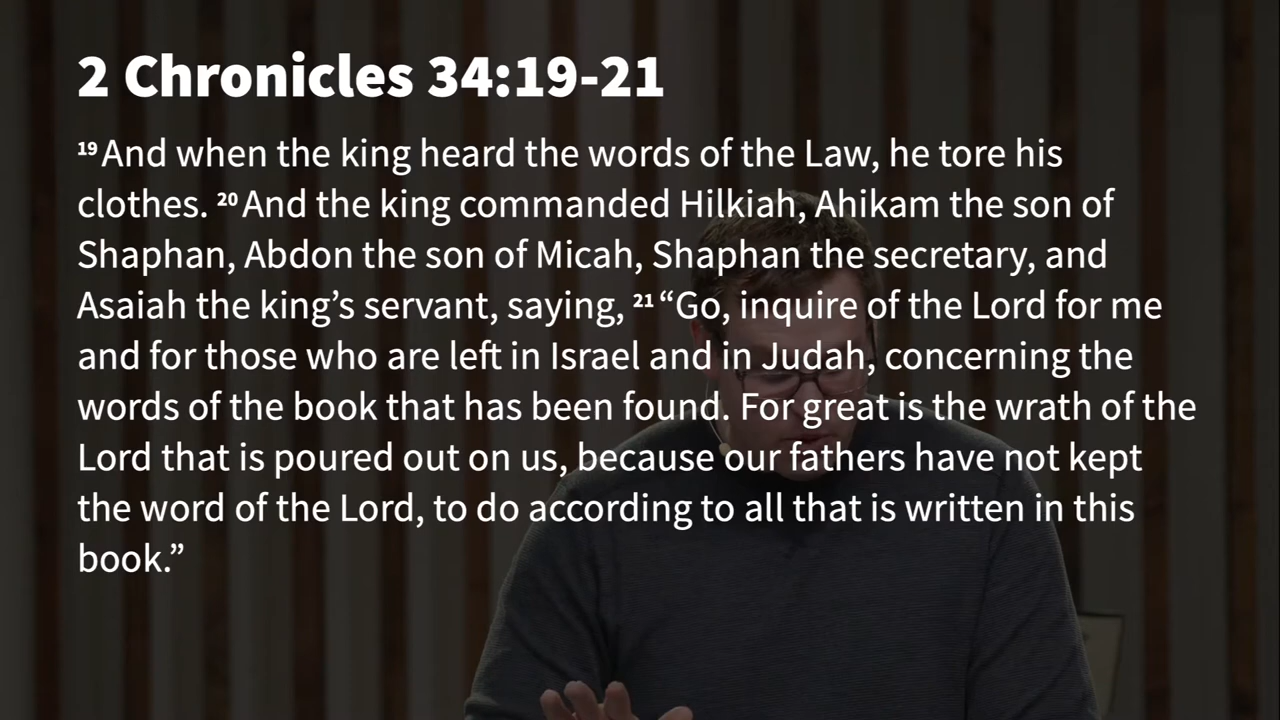 2 Chronicles 34:19-21
19 And when the king heard the words of the Law, he tore his
clothes. 20 And the king commanded Hilkiah, Ahikam the son of
Shaphan, Abdon the son of Micah, Shaphan the secretary, and
Asaiah the king’s servant, saying, 21 “Go, inquire of the Lord for me
and for those who are left in Israel and in Judah, concerning the
words of the book that has been found. For great is the wrath of the
Lord that is poured out on us, because our fathers have not kept
the word of the Lord, to do according to all that is written in this
book.”